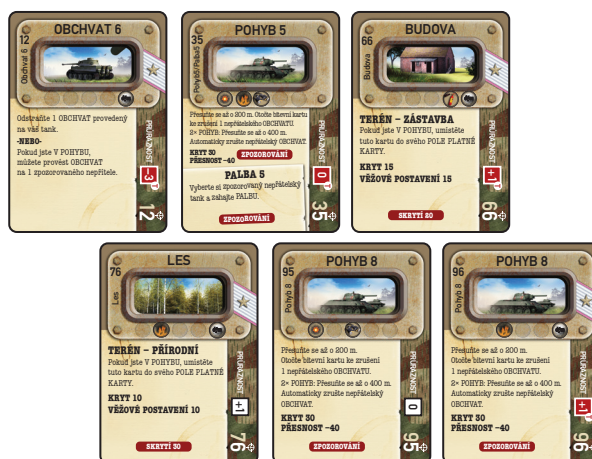 OBCHVAT 6
12
Obchvat 6
Odstraňte 1 OBCHVAT provedený
na váš tank.
-NEBO-
Pokud jste V POHYBU,
můžete provést OBCHVAT
na 1 zpozorovaného nepřítele.
PRŮRAZNOST
-3
T
12
POHYB 5
35
Pohyb5/Palba5
Přesuňte se až o 200 m. Otočte bitevní kartu
ke zrušení 1 nepřátelského OBCHVATU.
2× POHYB: Přesuňte se až o 400 m.
Automaticky zrušte nepřátelský OBCHVAT.
KRYT 30
PŘESNOST –40
ZPOZOROVÁNÍ
PALBA 5
Vyberte si zpozorovaný nepřátelský
tank a zahajte PALBU.
ZPOZOROVÁNÍ
PRŮRAZNOST
0
T
35
BUDOVA
66
Budova
TERÉN – ZÁSTAVBA
Pokud jste V POHYBU, umístěte
tuto kartu do svého POLE PLATNÉ
KARTY.
KRYT 15
VĚŽOVÉ POSTAVENÍ 15
SKRYTÍ 20
PRŮRAZNOST
+1
T
66
LES
76
Les
TERÉN – PŘÍRODNÍ
Pokud jste V POHYBU, umístěte
tuto kartu do svého POLE PLATNÉ
KARTY.
KRYT 10
VĚŽOVÉ POSTAVENÍ 10
SKRYTÍ 30
PRŮRAZNOST
+1
76
POHYB 8
95
Pohyb 8
Přesuňte se až o 200 m.
Otočte bitevní kartu ke zrušení
1 nepřátelského OBCHVATU.
2× POHYB: Přesuňte se až o 400 m.
Automaticky zrušte nepřátelský
OBCHVAT.
KRYT 30
PŘESNOST –40
ZPOZOROVÁNÍ
PRŮRAZNOST
0
95
POHYB 8
96
Pohyb 8
Přesuňte se až o 200 m.
Otočte bitevní kartu ke zrušení
1 nepřátelského OBCHVATU.
2× POHYB: Přesuňte se až o 400 m.
Automaticky zrušte nepřátelský
OBCHVAT.
KRYT 30
PŘESNOST –40
ZPOZOROVÁNÍ
PRŮRAZNOST
+1
96